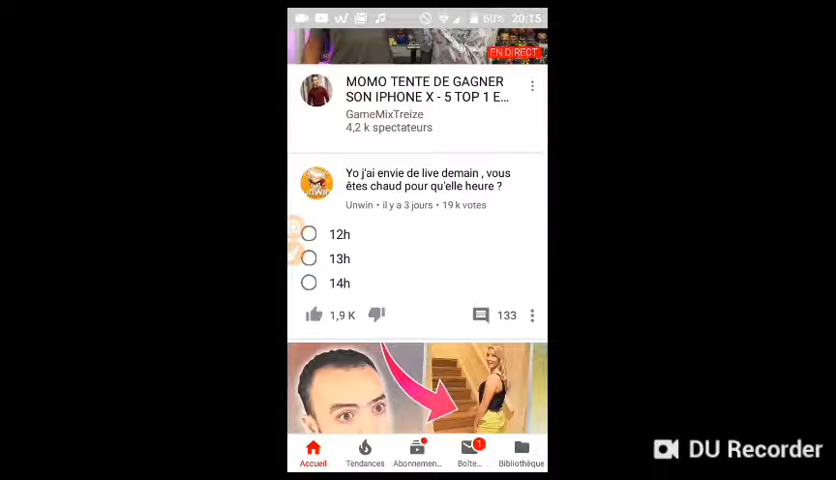 60% 20:15
EN DIRECT
MOMO TENTE DE GAGNER
SON IPHONE X - 5 TOP 1 E...
GameMixTreize
4,2 k spectateurs
Yo j'ai envie de live demain , vous
êtes chaud pour qu'elle heure ?
Unwin • il y a 3 jours • 19 k votes
12h
13h
14h
1,9 K 133
1
Accueil Tendances Abonnemen... Boîte... Bibliothèque
DU Recorder